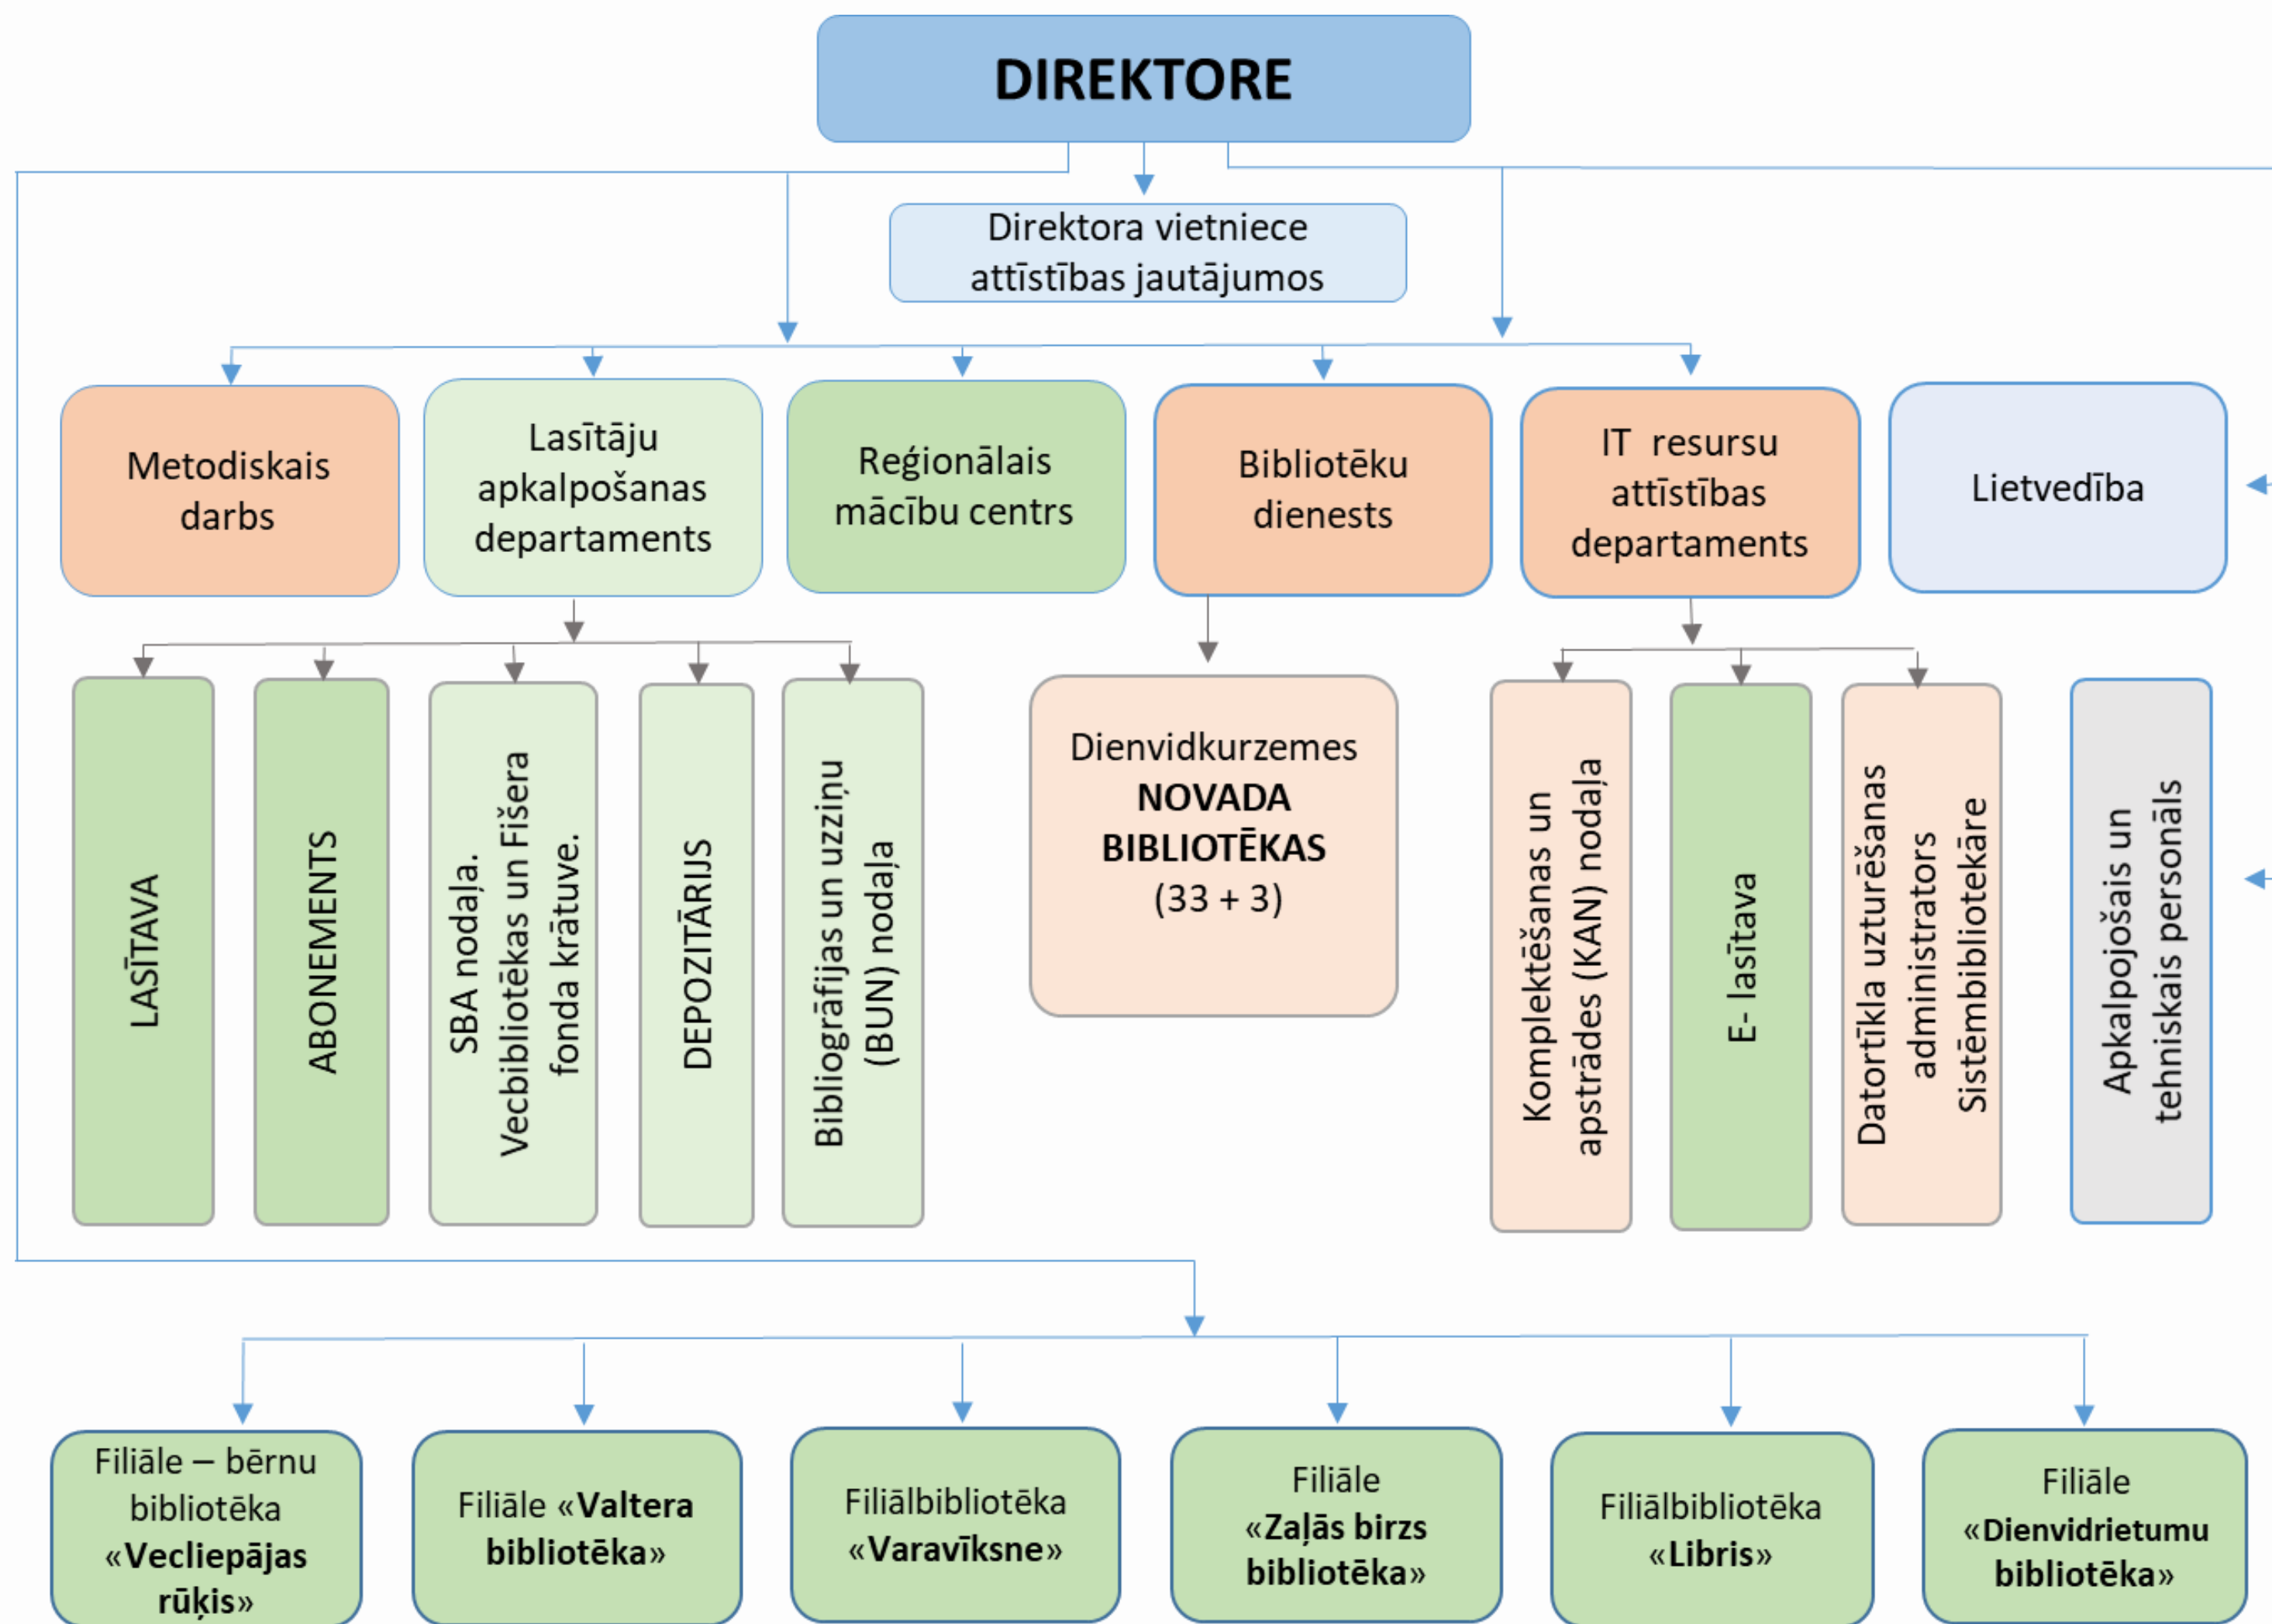 DIREKTORE
Direktora vietniece
attīstības jautājumos
Metodiskais
darbs
Lasītāju
apkalpošanas
departaments
Reģionālais
mācību centrs
Bibliotēku
dienests
IT  resursu
attīstības
departaments
Lietvedība
LASĪTAVA
ABONEMENTS
SBA nodaļa.
Vecbibliotēkas un Fišera
fonda krātuve.
DEPOZITĀRIJS
Bibliogrāfijas un uzziņu
(BUN) nodaļa
Dienvidkurzemes
NOVADA
BIBLIOTĒKAS
(33 + 3)
Komplektēšanas un
apstrādes (KAN) nodaļa
E- lasītava
Datortīkla uzturēšanas
administrators
Sistēmbibliotekāre
Apkalpojošais un
tehniskais personāls
Filiāle – bērnu
bibliotēka
«Vecliepājas
rūķis»
Filiāle «Valtera
bibliotēka»
Filiālbibliotēka
«Varavīksne»
Filiāle
«Zaļās birzs
bibliotēka»
Filiālbibliotēka
«Libris»
Filiāle
«Dienvidrietumu
bibliotēka»